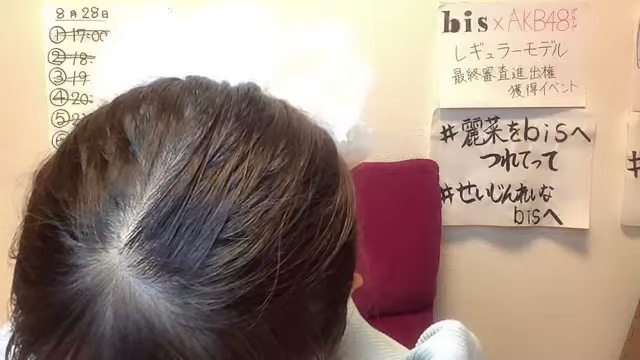 8月28日
①17:00
②18:
③19
④20:
⑤2
bis×AKB48
レギュラーモデル
最終審査進出権
獲得イベント
#麗菜をbisへ
つれてって
#せいじんれいな
bisへ
#